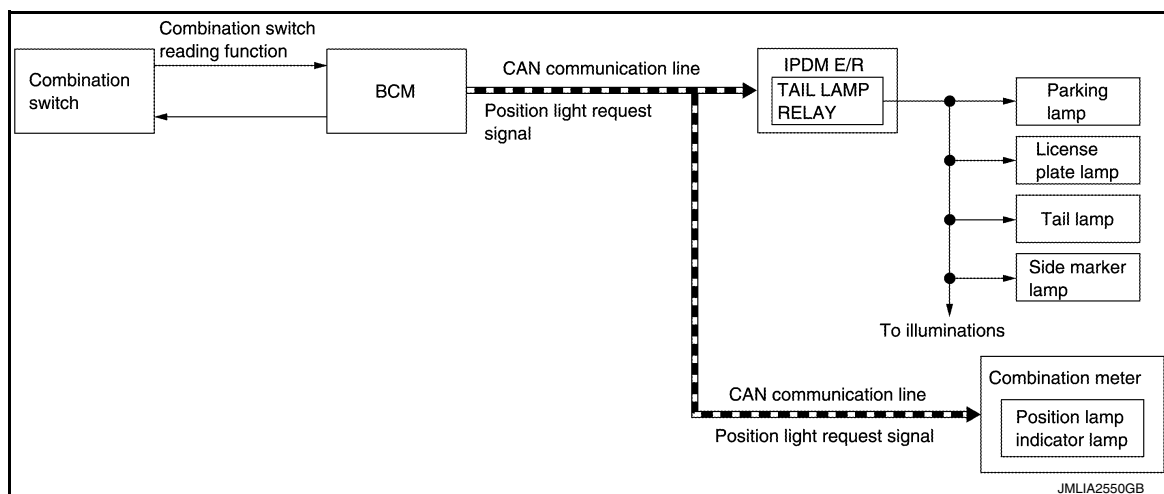 Combination switch
reading function
Combination
switch
BCM
CAN communication line
Position light request
signal
IPDM E/R
TAIL LAMP
RELAY
Parking
lamp
License
plate lamp
Tail lamp
Side marker
lamp
To illuminations
CAN communication line
Position light request signal
Combination meter
Position lamp
indicator lamp
JMLIA2550GB